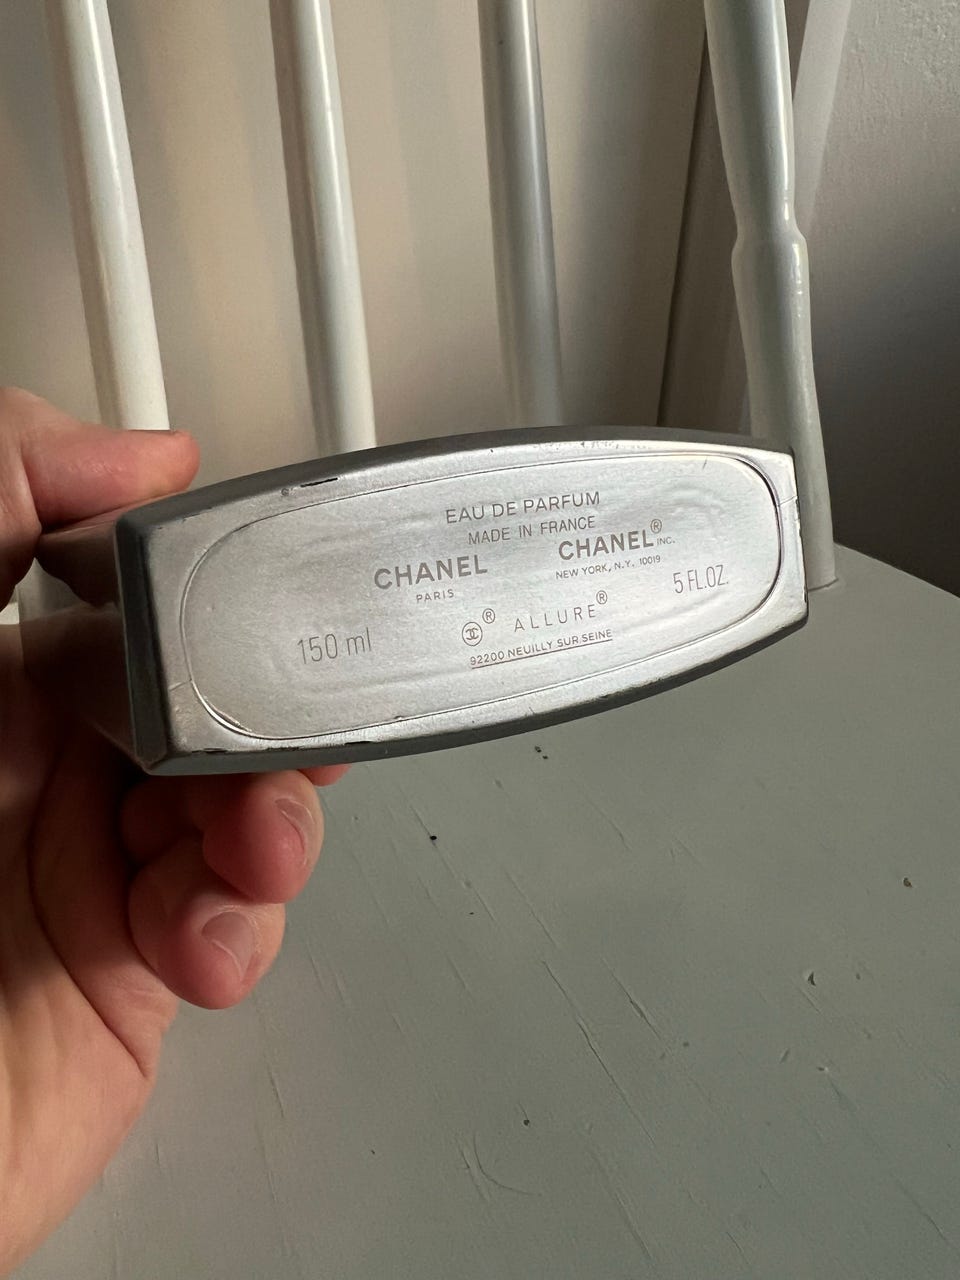 EAU DE PARFUM
MADE IN FRANCE
CHANEL CHANEL® INC.
PARIS NEW YORK, N.Y. 10019
150 ml ® ALLURE® 5 FL.OZ.
92200 NEUILLY SUR SEINE